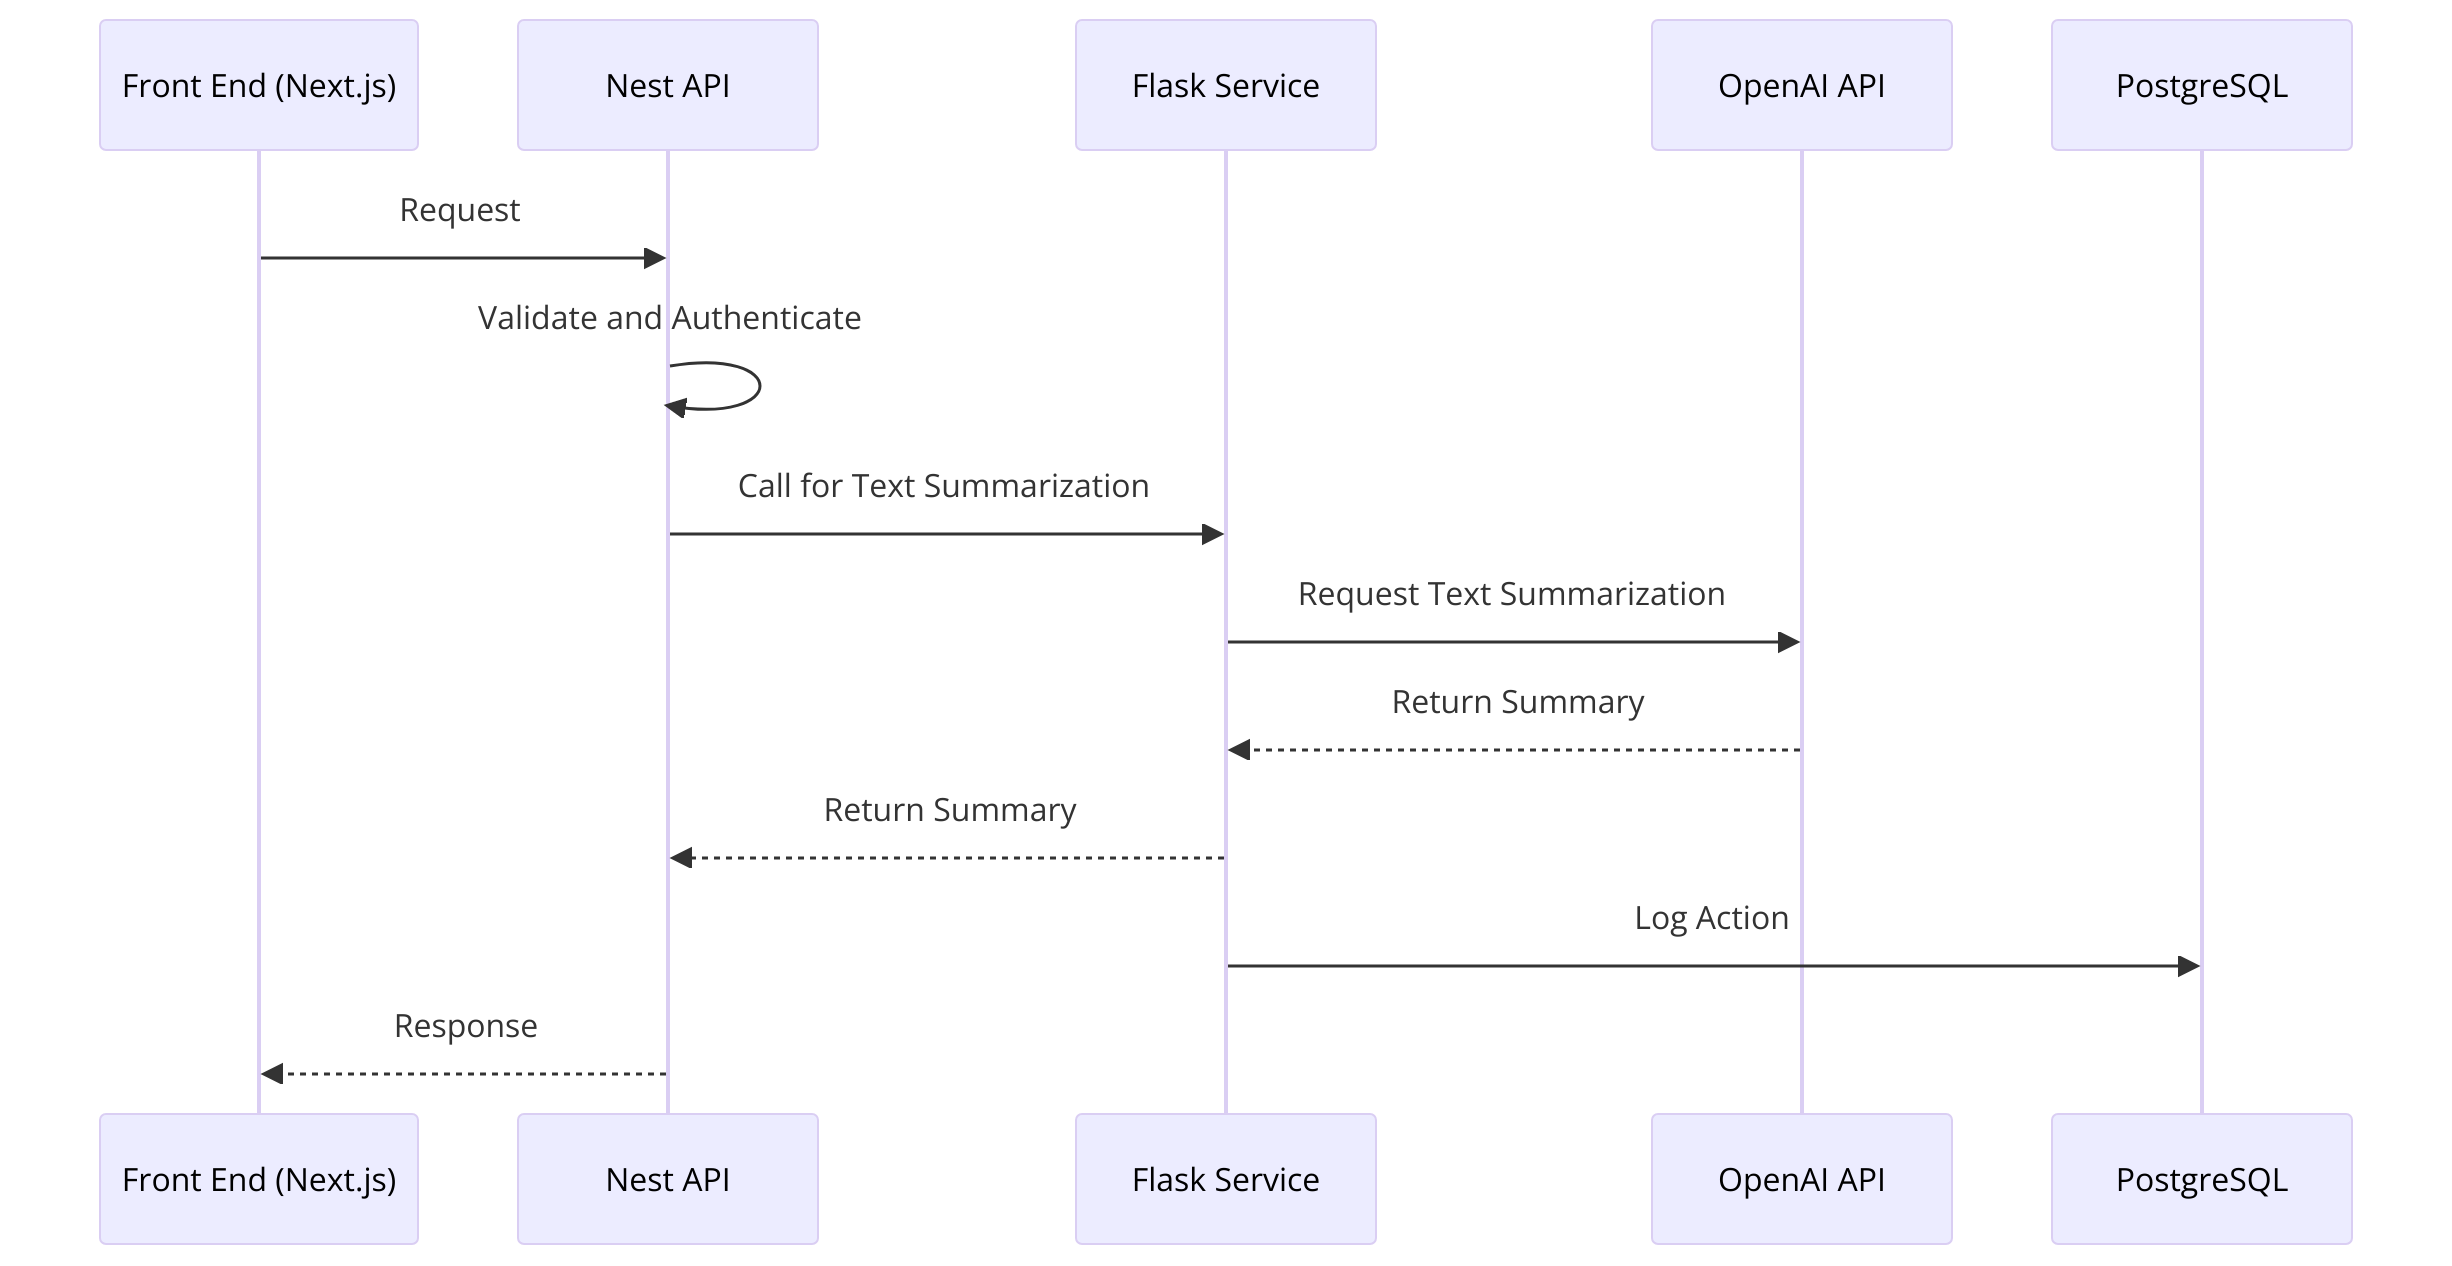 Front End (Next.js)
Nest API
Flask Service
OpenAI API
PostgreSQL
Request
Validate and Authenticate
Call for Text Summarization
Request Text Summarization
Return Summary
Return Summary
Log Action
Response
Front End (Next.js)
Nest API
Flask Service
OpenAI API
PostgreSQL